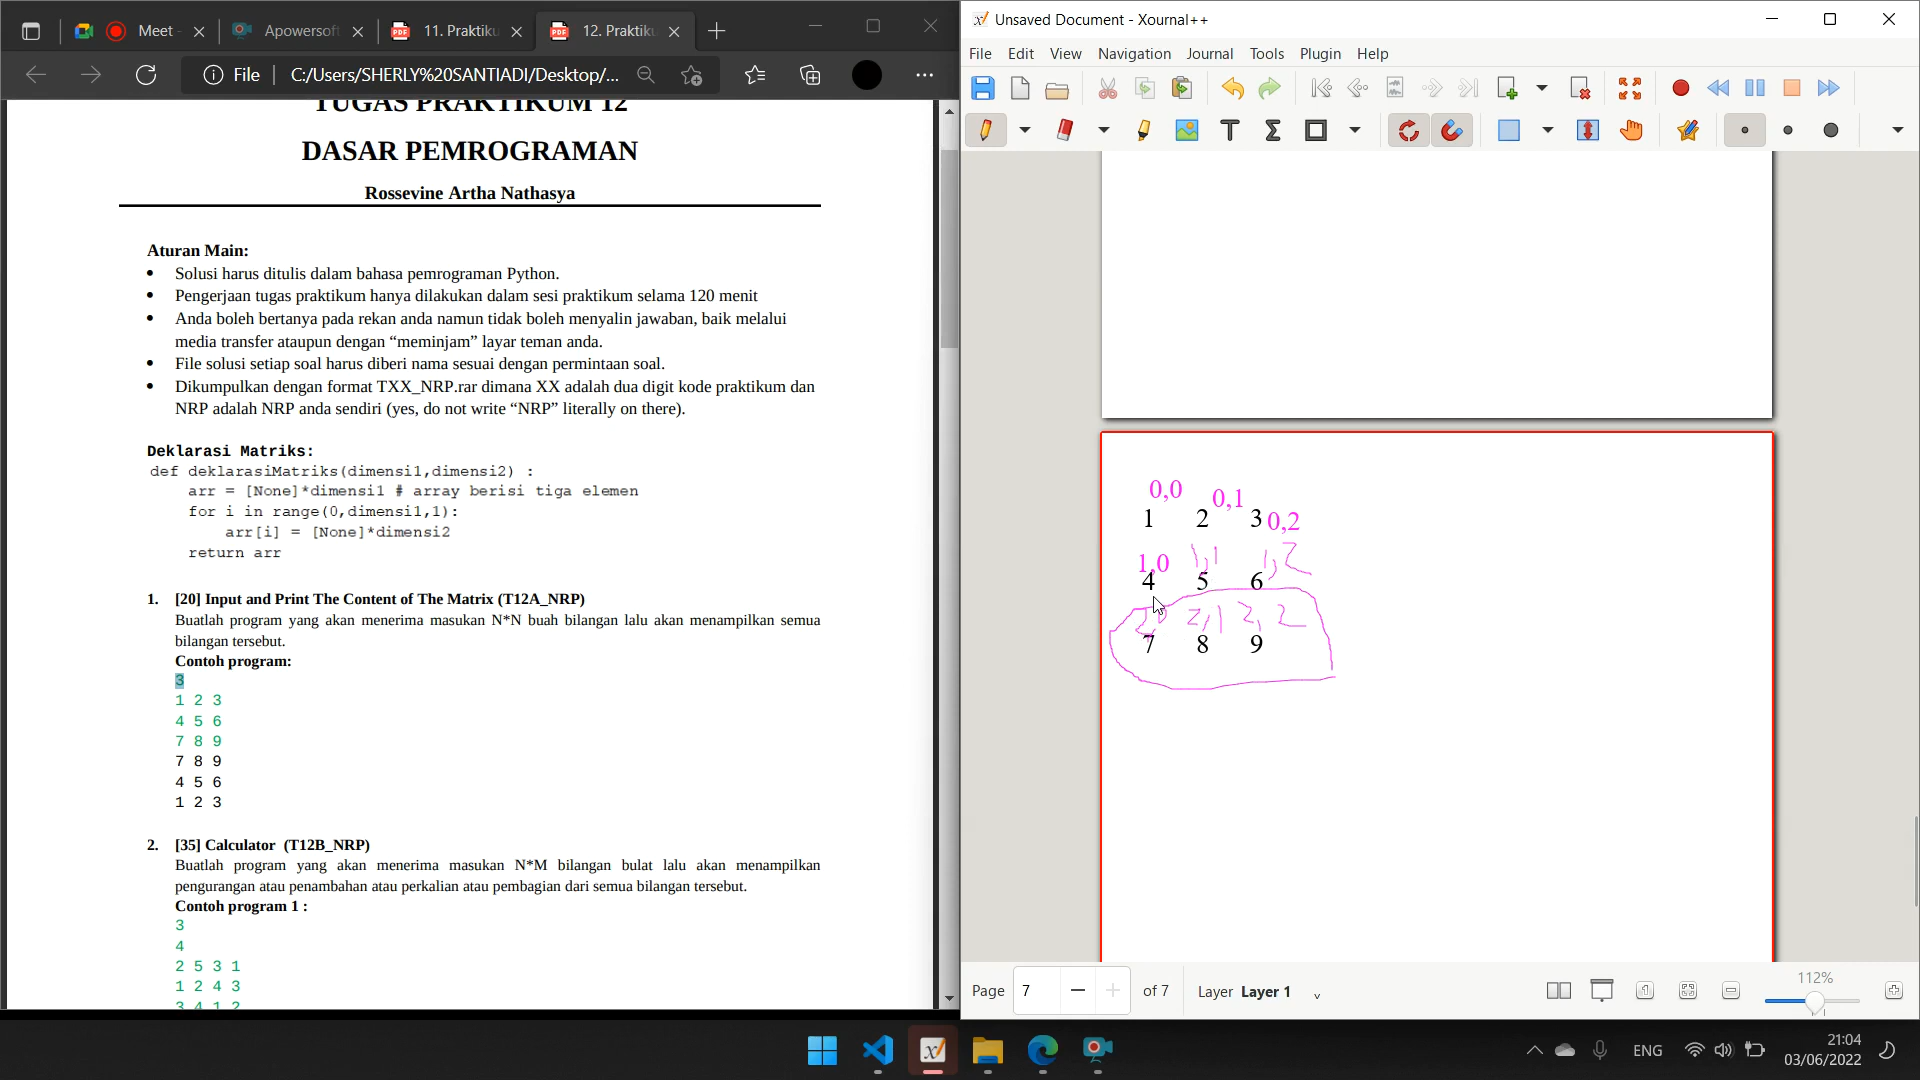 Meet
Apowersoft
11. Praktiku
12. Praktiku
File
C:/Users/SHERLY%20SANTIADI/Desktop/...
TUGAS PRAKTIKUM 12
DASAR PEMROGRAMAN
Rossevine Artha Nathasya
Aturan Main:
• Solusi harus ditulis dalam bahasa pemrograman Python.
• Pengerjaan tugas praktikum hanya dilakukan dalam sesi praktikum selama 120 menit
• Anda boleh bertanya pada rekan anda namun tidak boleh menyalin jawaban, baik melalui
media transfer ataupun dengan “meminjam” layar teman anda.
• File solusi setiap soal harus diberi nama sesuai dengan permintaan soal.
• Dikumpulkan dengan format TXX_NRP.rar dimana XX adalah dua digit kode praktikum dan
NRP adalah NRP anda sendiri (yes, do not write “NRP” literally on there).
Deklarasi Matriks:
def deklarasiMatriks(dimensi1,dimensi2) :
arr = [None]*dimensi1 # array berisi tiga elemen
for i in range(0,dimensi1,1):
arr[i] = [None]*dimensi2
return arr
1. [20] Input and Print The Content of The Matrix (T12A_NRP)
Buatlah program yang akan menerima masukan N*N buah bilangan lalu akan menampilkan semua
bilangan tersebut.
Contoh program:
3
1 2 3
4 5 6
7 8 9
7 8 9
4 5 6
1 2 3
2. [35] Calculator (T12B_NRP)
Buatlah program yang akan menerima masukan N*M bilangan bulat lalu akan menampilkan
pengurangan atau penambahan atau perkalian atau pembagian dari semua bilangan tersebut.
Contoh program 1 :
3
4
2 5 3 1
1 2 4 3
3 4 1 2
Unsaved Document - Xournal++
File Edit View Navigation Journal Tools Plugin Help
0,0 0,1
1 2 3 0,2
1,0 1,1 1,2
4 5 6
2,0 2,1 2,2
7 8 9
Page 7 of 7 Layer Layer 1
112%
ENG
21:04
03/06/2022